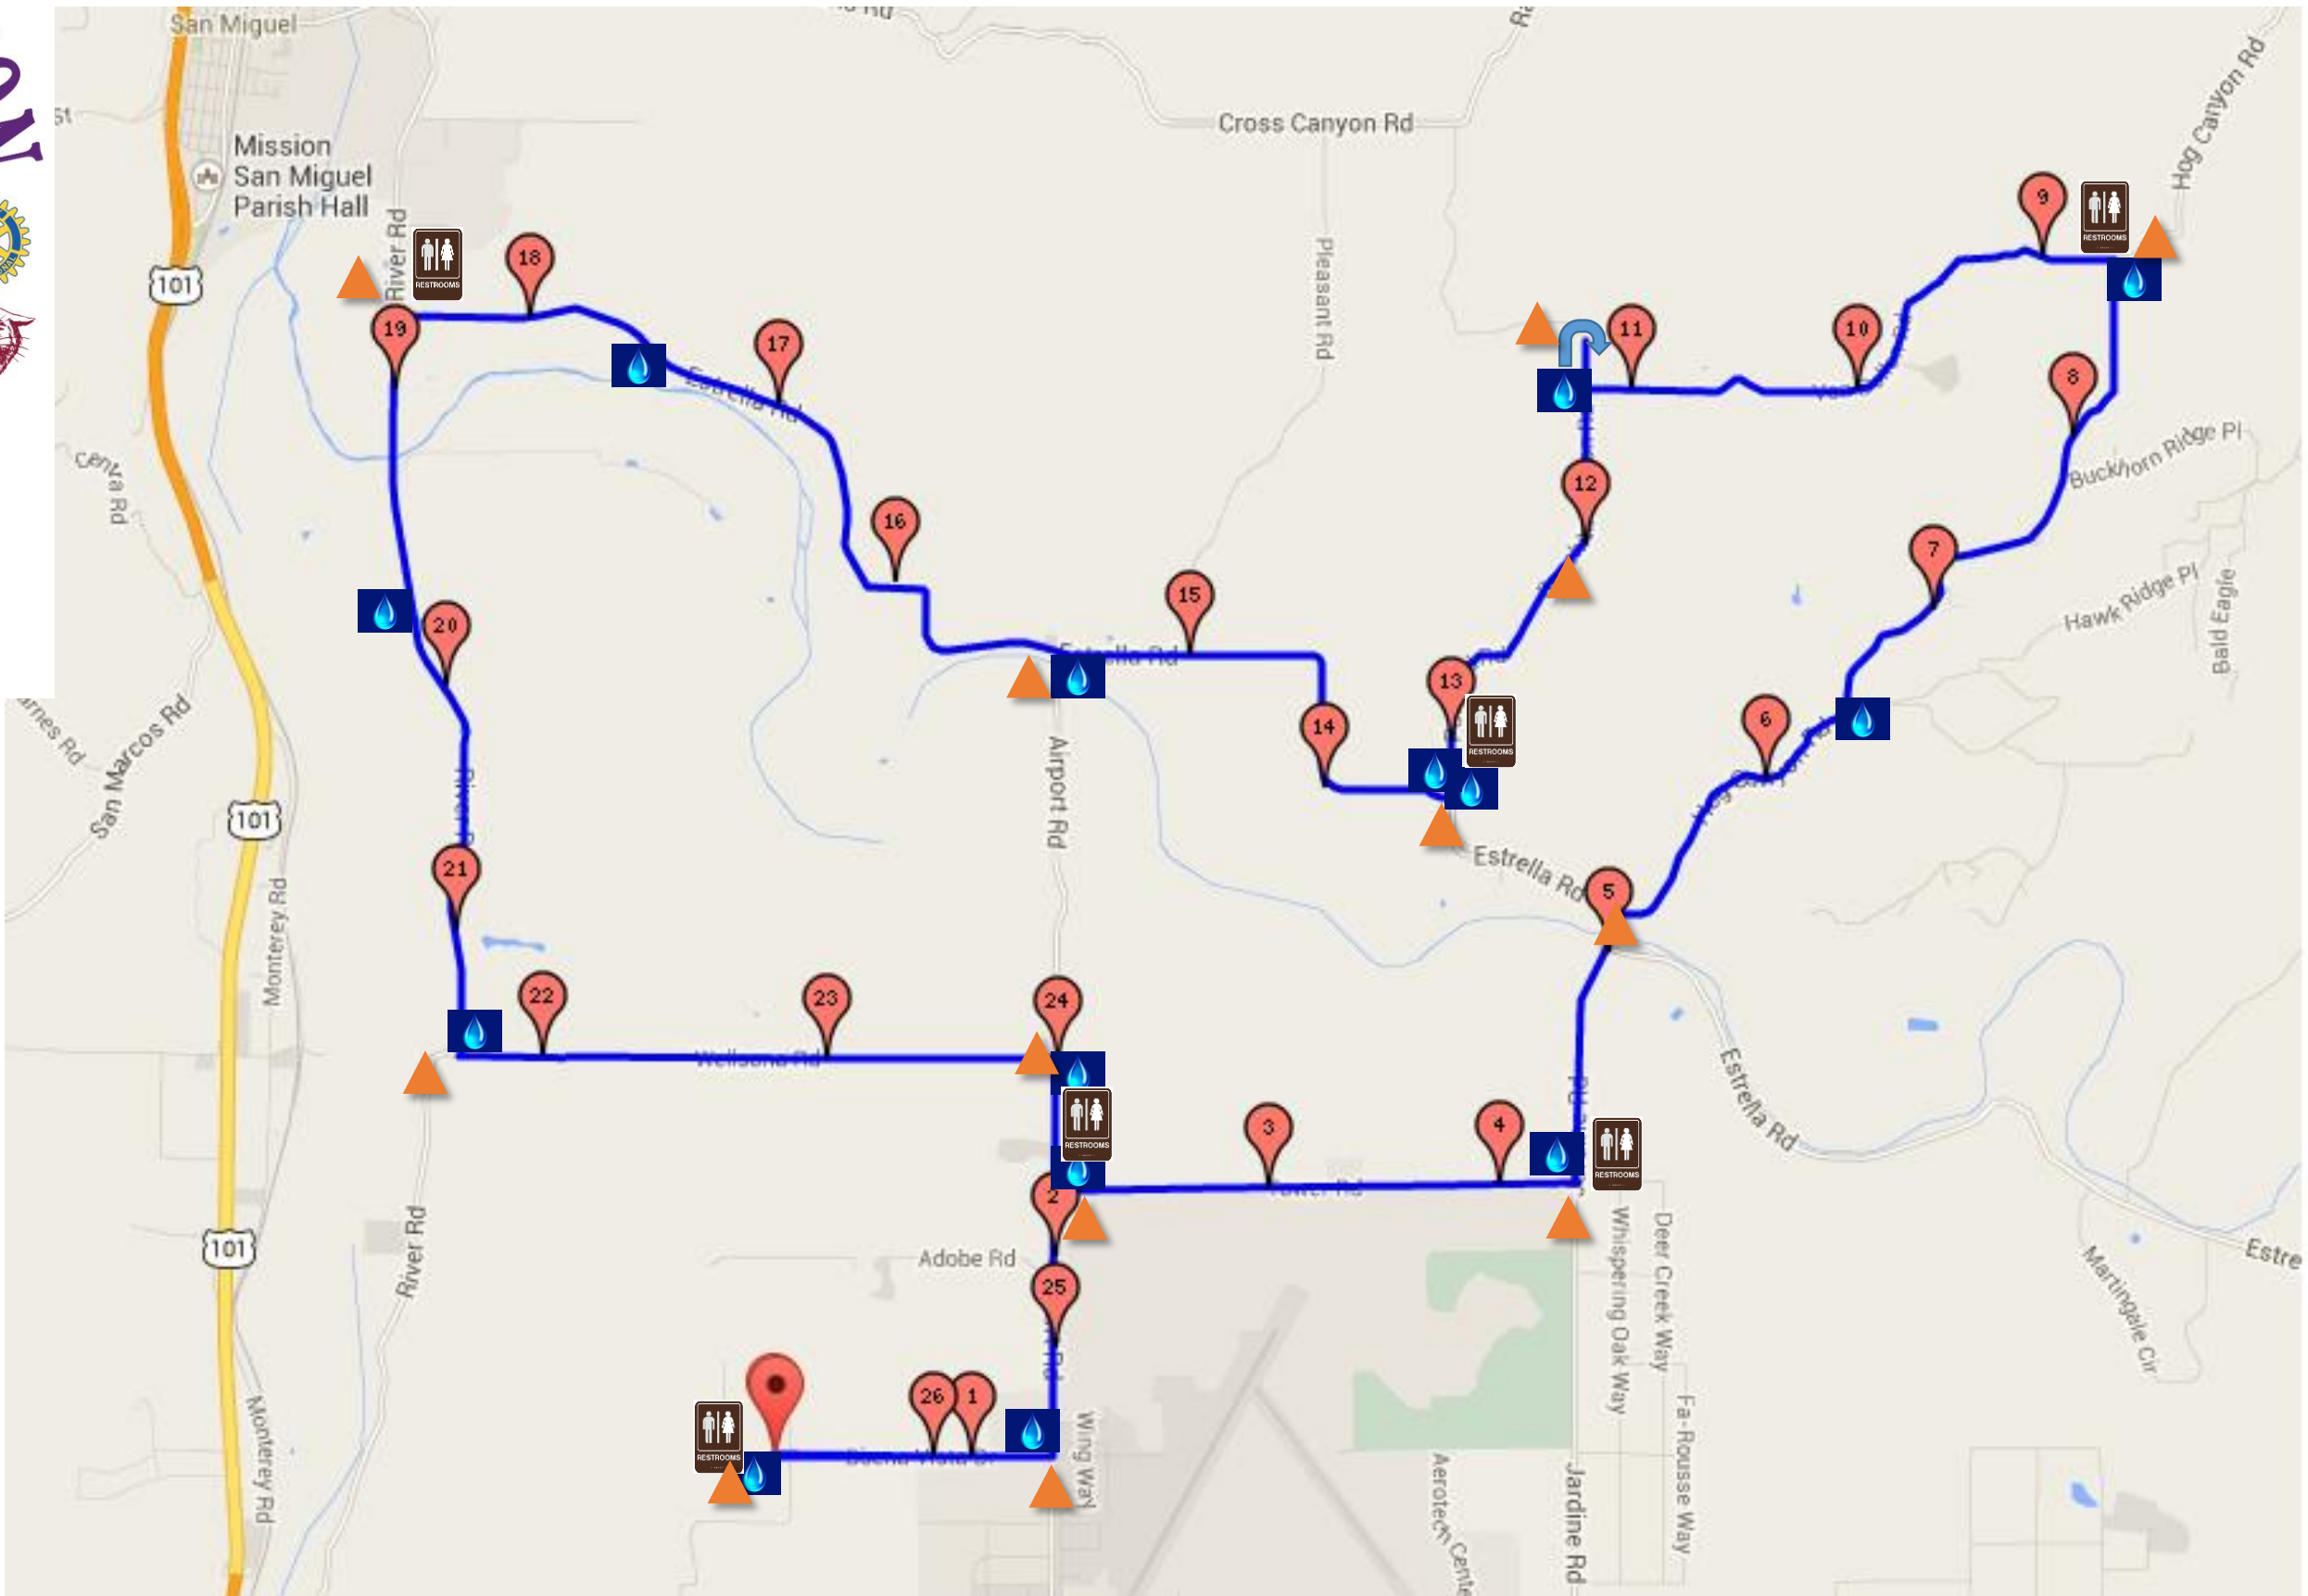 San Miguel
Cross Canyon Rd
Hog Canyon Rd
Mission
San Miguel
Parish Hall
River Rd
RESTROOMS
18
9
RESTROOMS
101
19
17
Pleasant Rd
11
10
8
Estrella Rd
Buckhorn Ridge Pl
12
16
7
Hawk Ridge Pl
Bald Eagle
15
20
Estrella Rd
13
RESTROOMS
14
6
San Marcos Rd
Airport Rd
101
21
Monterey Rd
Estrella Rd
5
22
23
24
Wellsona Rd
Estrella Rd
RESTROOMS
3
4
RESTROOMS
2
River Rd
Adobe Rd
101
25
Whispering Oak Way
Deer Creek Way
Martingale Cir
Estre
26
1
RESTROOMS
Buena Vista Dr
Wing Way
Monterey Rd
Jardine Rd
Fa-Rousse Way